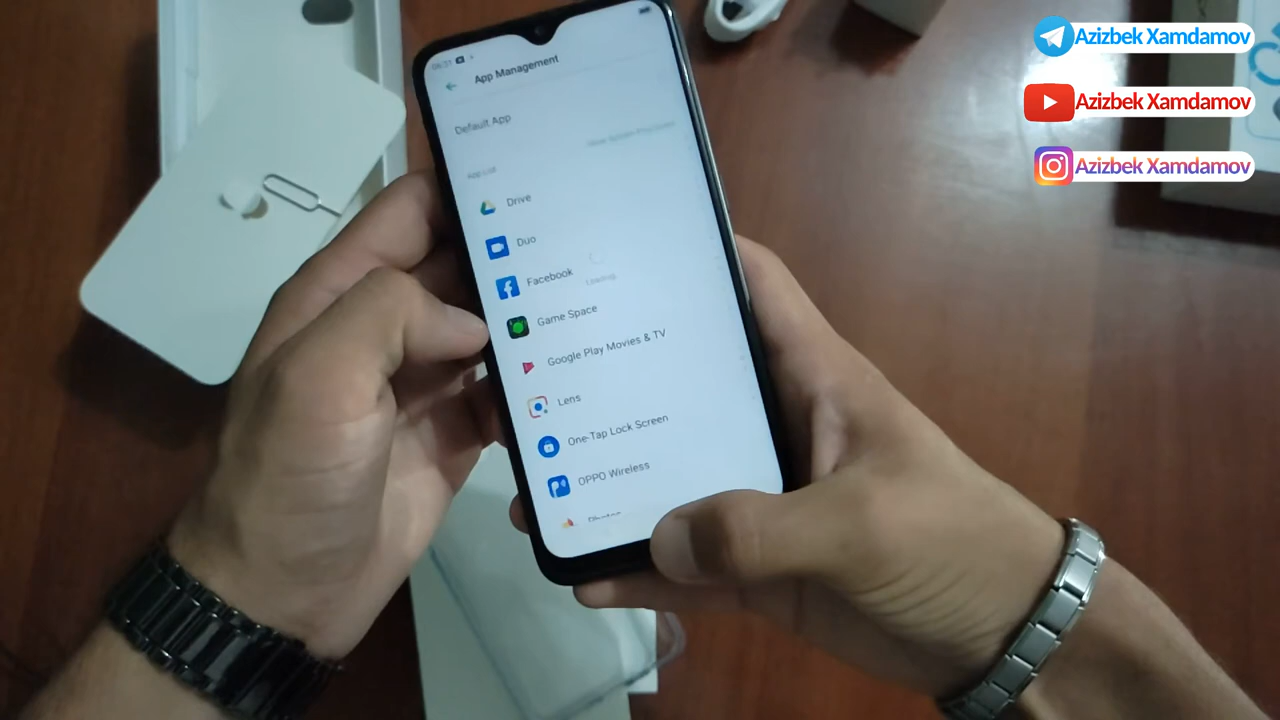 App Management
Default App
App List
Drive
Duo
Facebook
Loading
Game Space
Google Play Movies & TV
Lens
One-Tap Lock Screen
OPPO Wireless
Photos
Azizbek Xamdamov
Azizbek Xamdamov
Azizbek Xamdamov